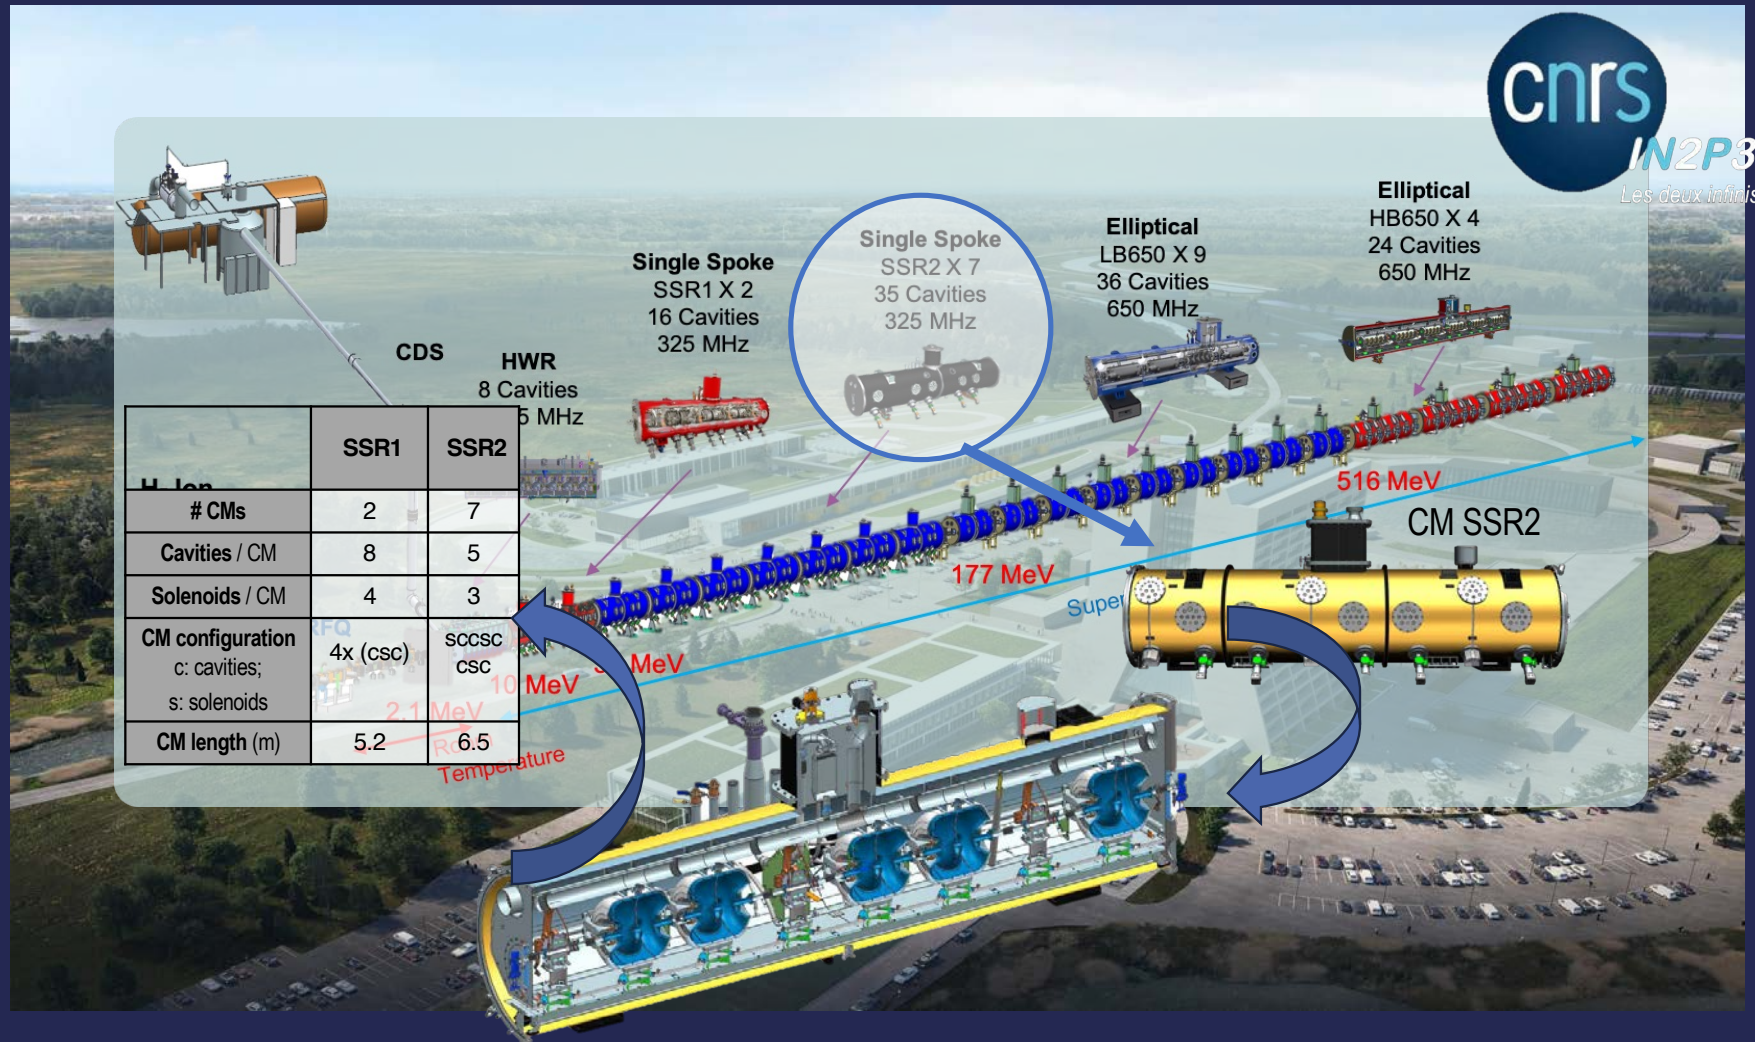 cnrs
IN2P3
Les deux infinis
Elliptical
HB650 X 4
24 Cavities
650 MHz
Elliptical
LB650 X 9
36 Cavities
650 MHz
Single Spoke
SSR2 X 7
35 Cavities
325 MHz
Single Spoke
SSR1 X 2
16 Cavities
325 MHz
CDS
HWR
8 Cavities
5 MHz
SSR1 SSR2
# CMs 2 7
Cavities / CM 8 5
Solenoids / CM 4 3
CM configuration
c: cavities;
s: solenoids
4x (csc)
sccsc
csc
CM length (m) 5.2 6.5
RFQ
2.1 MeV
10 MeV
MeV
177 MeV
516 MeV
Temperature
CM SSR2